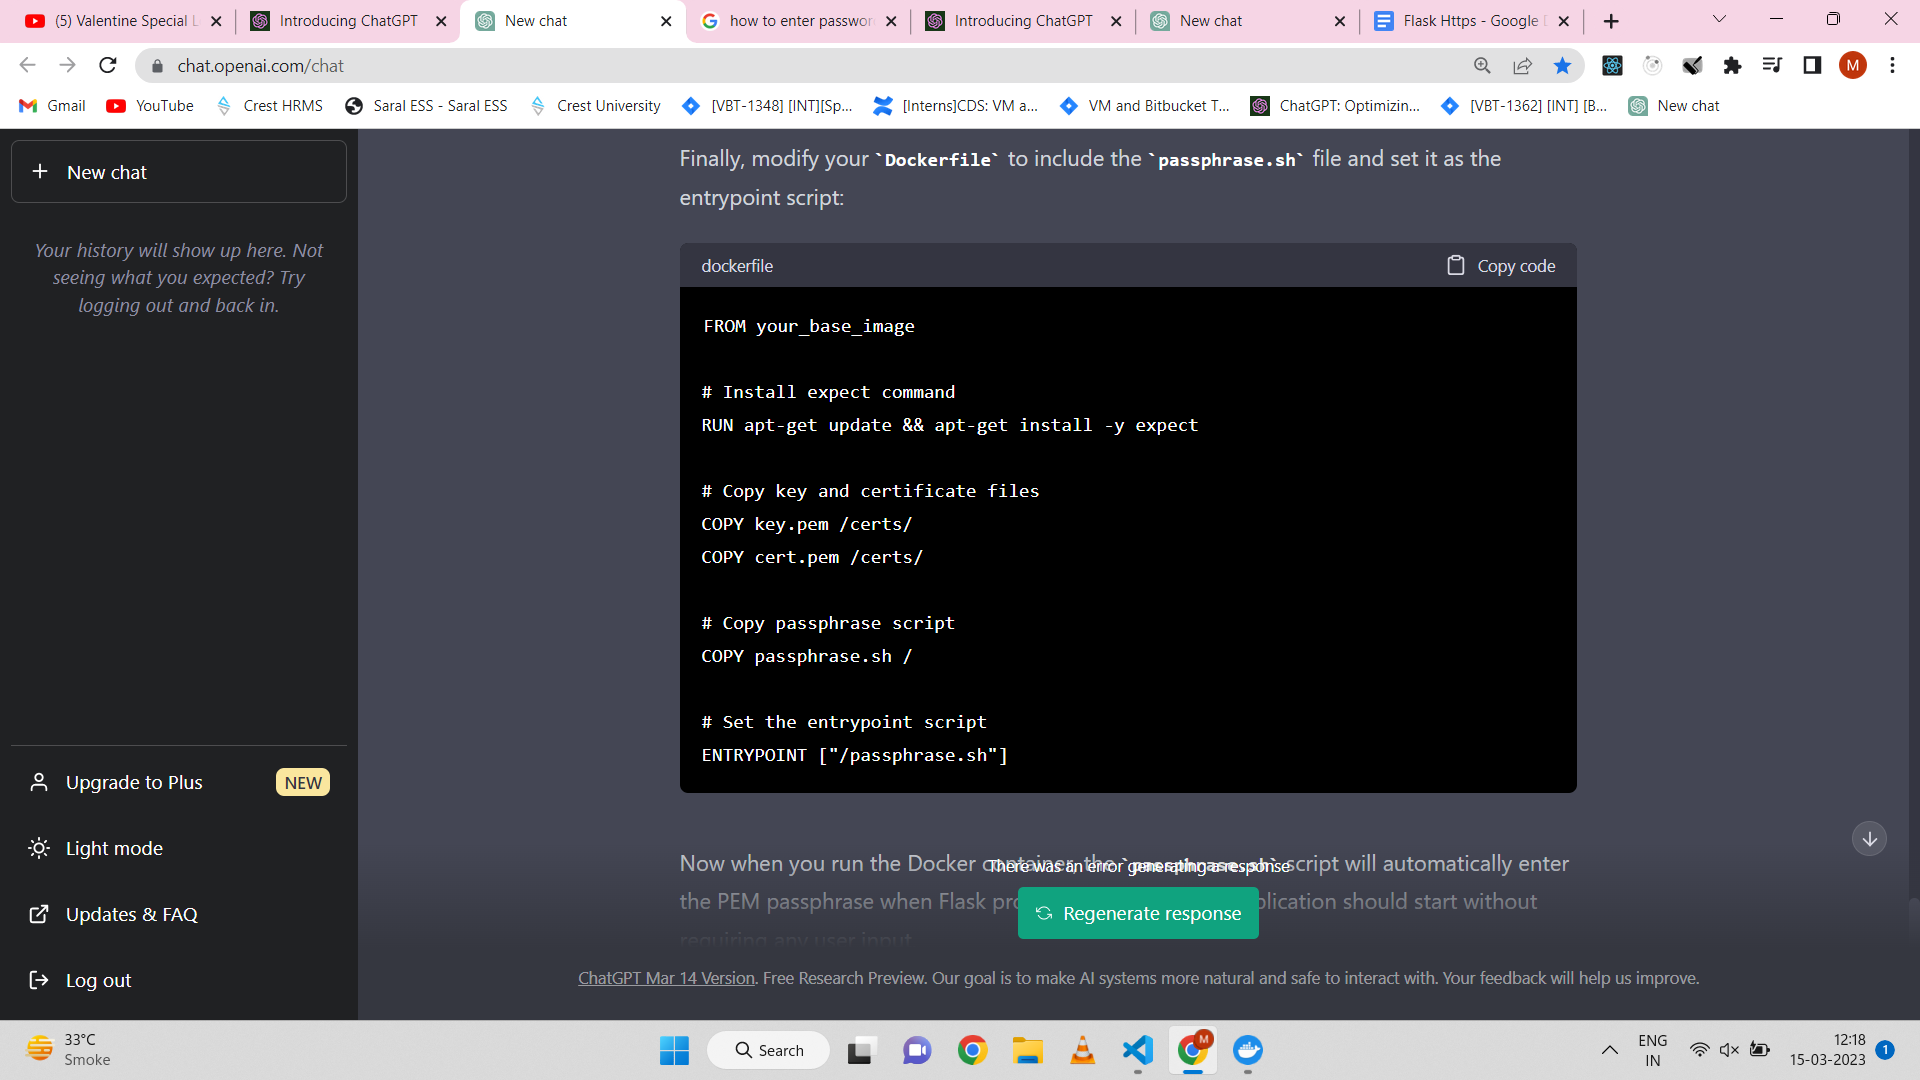 (5) Valentine Special L
Introducing ChatGPT
New chat
how to enter passwor
Introducing ChatGPT
New chat
Flask Https - Google D
chat.openai.com/chat
M
Gmail
YouTube
Crest HRMS
Saral ESS - Saral ESS
Crest University
[VBT-1348] [INT][Sp...
[Interns]CDS: VM a...
VM and Bitbucket T...
ChatGPT: Optimizin...
[VBT-1362] [INT] [B...
New chat
+ New chat
Your history will show up here. Not
seeing what you expected? Try
logging out and back in.
Upgrade to Plus
NEW
Light mode
Updates & FAQ
Log out
Finally, modify your `Dockerfile` to include the `passphrase.sh` file and set it as the
entrypoint script:
dockerfile
Copy code
FROM your_base_image
# Install expect command
RUN apt-get update && apt-get install -y expect
# Copy key and certificate files
COPY key.pem /certs/
COPY cert.pem /certs/
# Copy passphrase script
COPY passphrase.sh /
# Set the entrypoint script
ENTRYPOINT ["/passphrase.sh"]
Now when you run the Docker container, the `passphrase.sh` script will automatically enter
There was an error generating a response
the PEM passphrase when Flask pro
plication should start without
requiring any user input
Regenerate response
ChatGPT Mar 14 Version. Free Research Preview. Our goal is to make AI systems more natural and safe to interact with. Your feedback will help us improve.
33°C
Smoke
Search
M
ENG
IN
12:18
15-03-2023
1